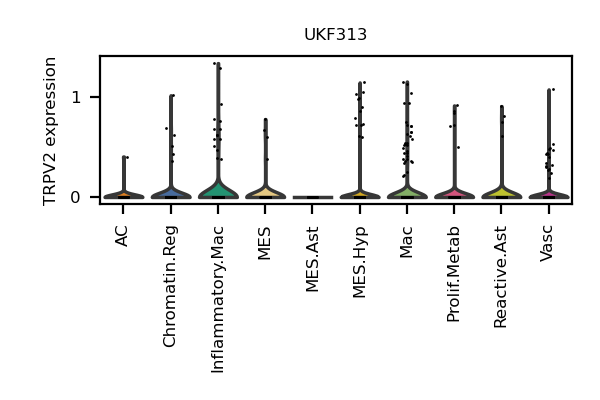 UKF313
TRPV2 expression
1
0
AC
Chromatin.Reg
Inflammatory.Mac
MES
MES.Ast
MES.Hyp
Mac
Prolif.Metab
Reactive.Ast
Vasc